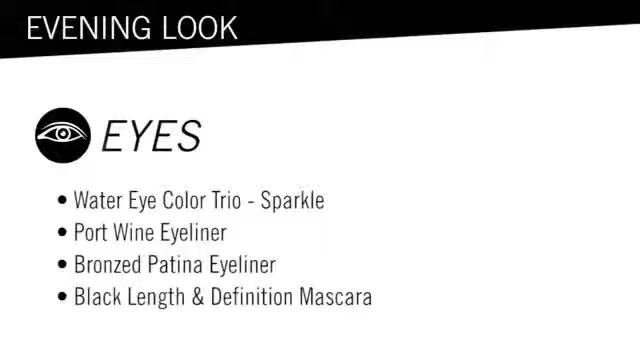 EVENING LOOK
EYES
• Water Eye Color Trio - Sparkle
• Port Wine Eyeliner
• Bronzed Patina Eyeliner
• Black Length & Definition Mascara